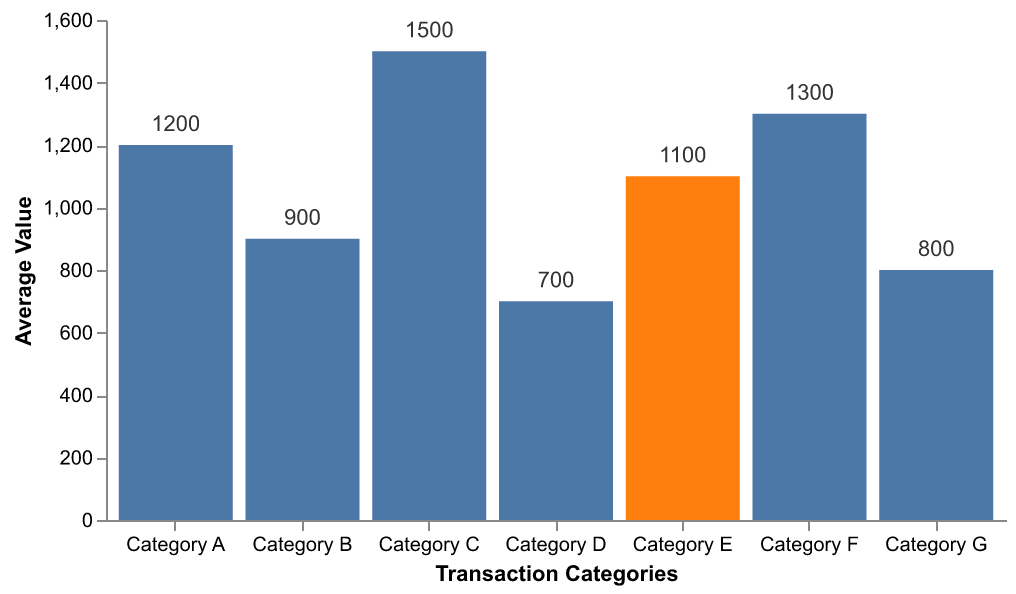 1,600
1,400
1,200
1,000
800
600
400
200
0
Average Value
1200
900
1500
700
1100
1300
800
Category A
Category B
Category C
Category D
Category E
Category F
Category G
Transaction Categories